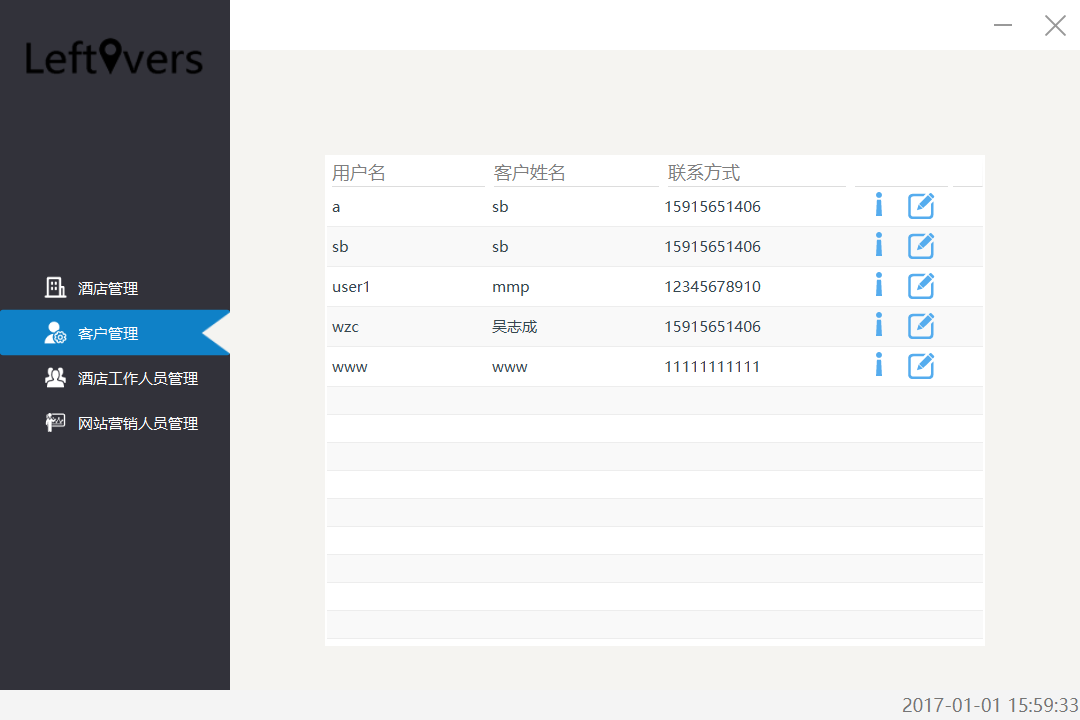 Leftovers
酒店管理
客户管理
酒店工作人员管理
网站营销人员管理
用户名 客户姓名 联系方式
a sb 15915651406
sb sb 15915651406
user1 mmp 12345678910
wzc 吴志成 15915651406
www www 11111111111
2017-01-01 15:59:33